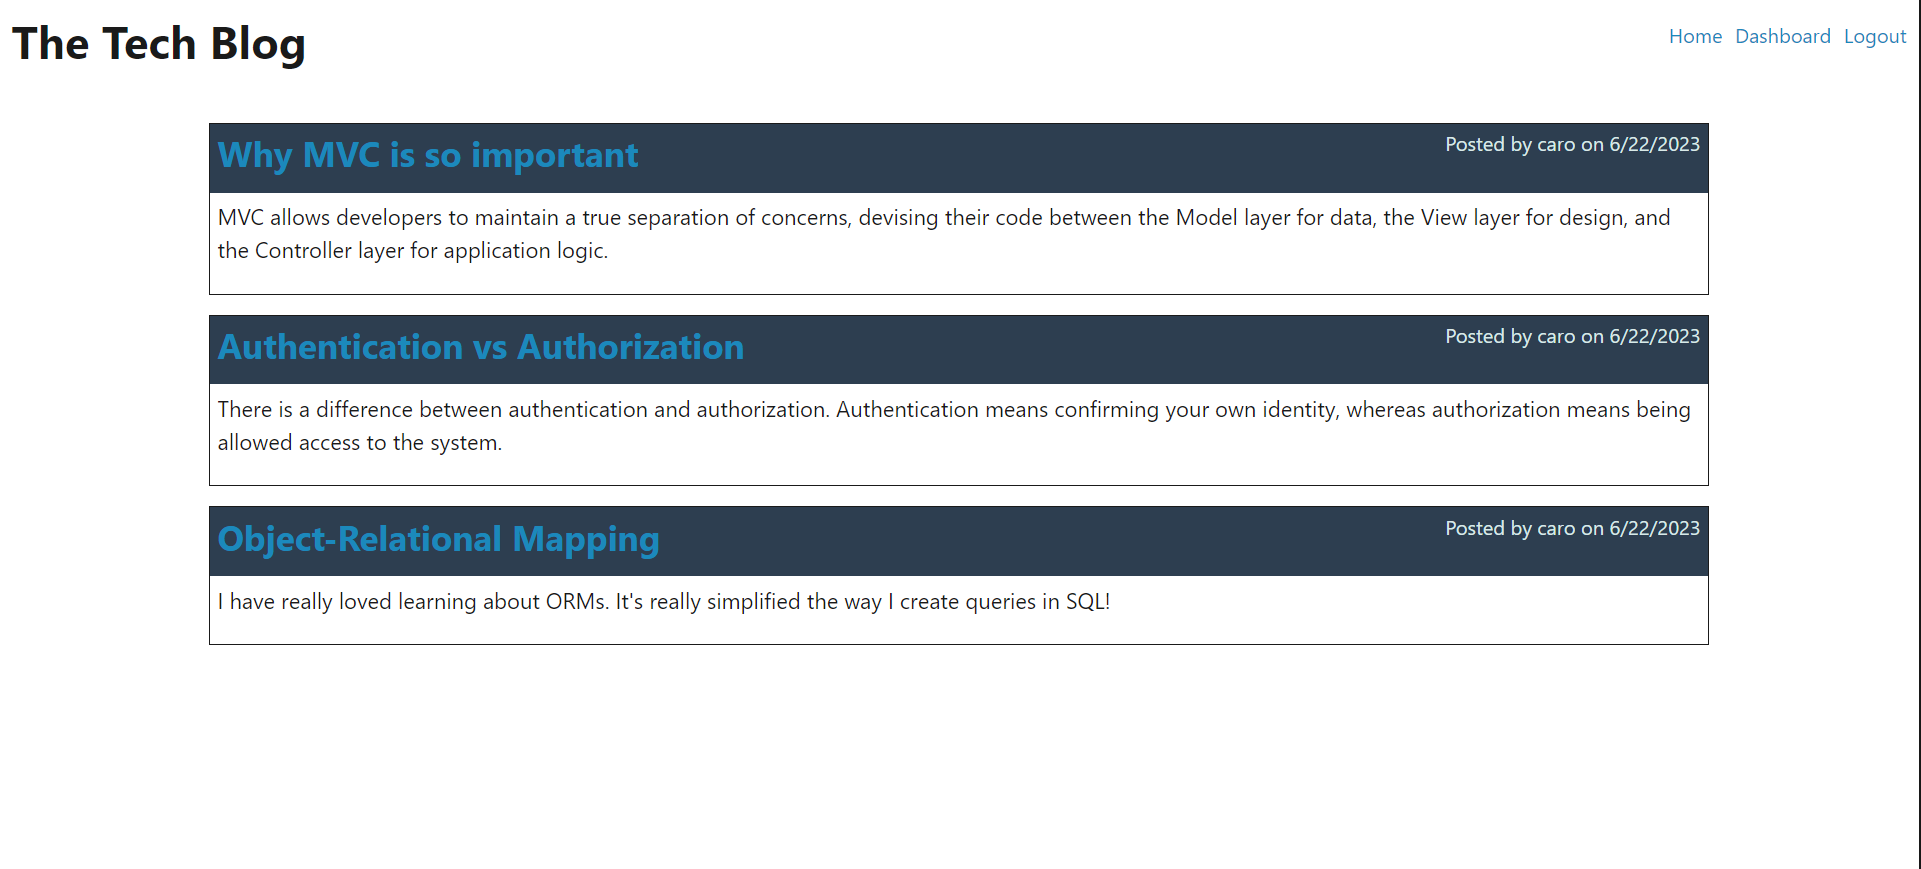 The Tech Blog
Home Dashboard Logout
Why MVC is so important
Posted by caro on 6/22/2023
MVC allows developers to maintain a true separation of concerns, devising their code between the Model layer for data, the View layer for design, and
the Controller layer for application logic.
Authentication vs Authorization
Posted by caro on 6/22/2023
There is a difference between authentication and authorization. Authentication means confirming your own identity, whereas authorization means being
allowed access to the system.
Object-Relational Mapping
Posted by caro on 6/22/2023
I have really loved learning about ORMs. It's really simplified the way I create queries in SQL!